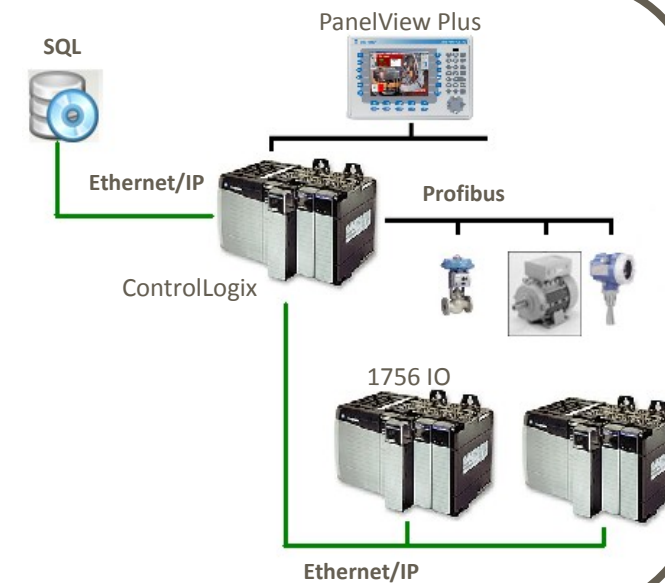 PanelView Plus
SQL
Ethernet/IP
Profibus
ControlLogix
1756 IO
Ethernet/IP